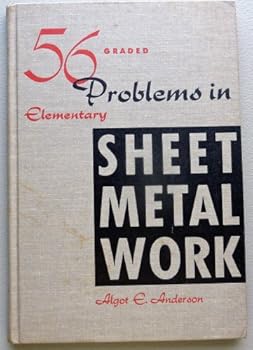 56 GRADED
Problems in
Elementary
SHEET
METAL
WORK
Algot E. Anderson